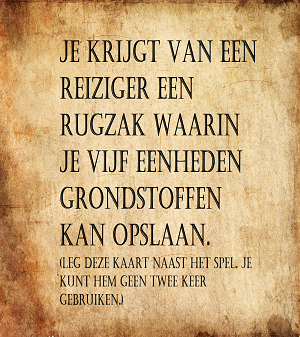 JE KRIJGT VAN EEN
REIZIGER EEN
RUGZAK WAARIN
JE VIJF EENHEDEN
GRONDSTOFFEN
KAN OPSLAAN.
(LEG DEZE KAART NAAST HET SPEL. JE
KUNT HEM GEEN TWEE KEER
GEBRUIKEN.)